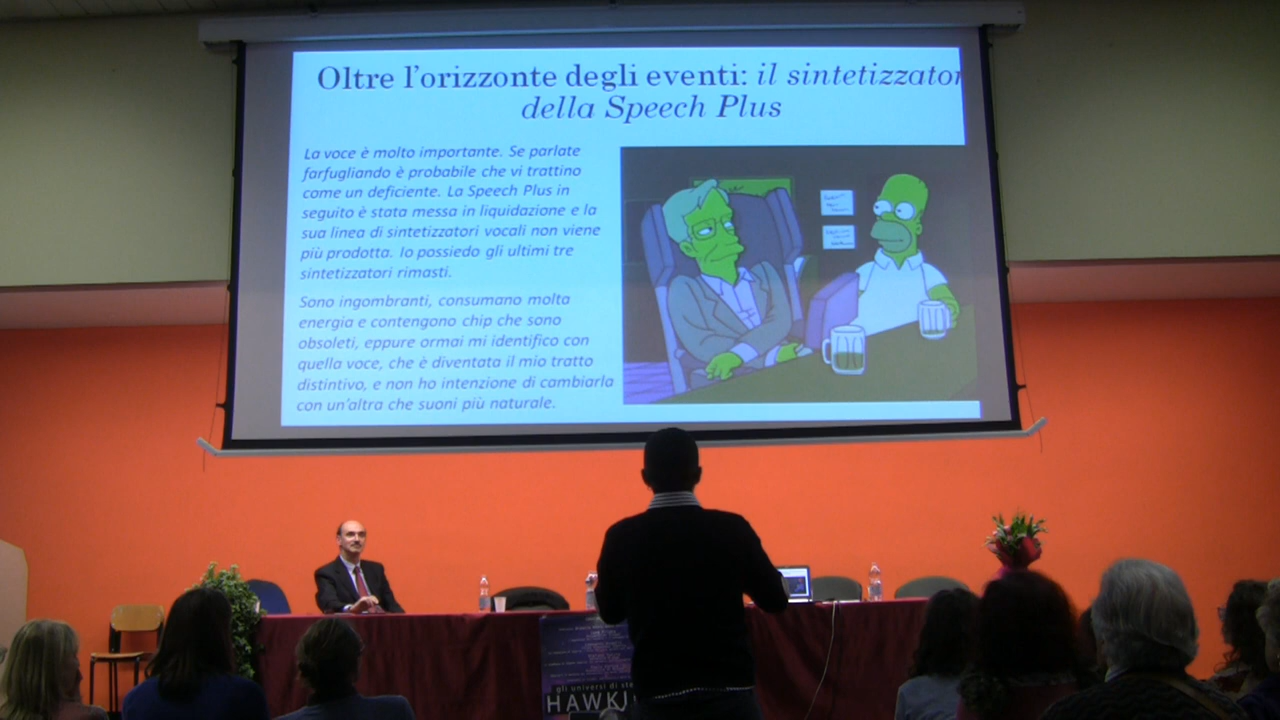 Oltre l'orizzonte degli eventi: il sintetizzator
della Speech Plus
La voce è molto importante. Se parlate
farfugliando è probabile che vi trattino
come un deficiente. La Speech Plus in
seguito è stata messa in liquidazione e la
sua linea di sintetizzatori vocali non viene
più prodotta. Io possiedo gli ultimi tre
sintetizzatori rimasti.
Sono ingombranti, consumano molta
energia e contengono chip che sono
obsoleti, eppure ormai mi identifico con
quella voce, che è diventata il mio tratto
distintivo, e non ho intenzione di cambiarla
con un'altra che suoni più naturale.
gli universi di